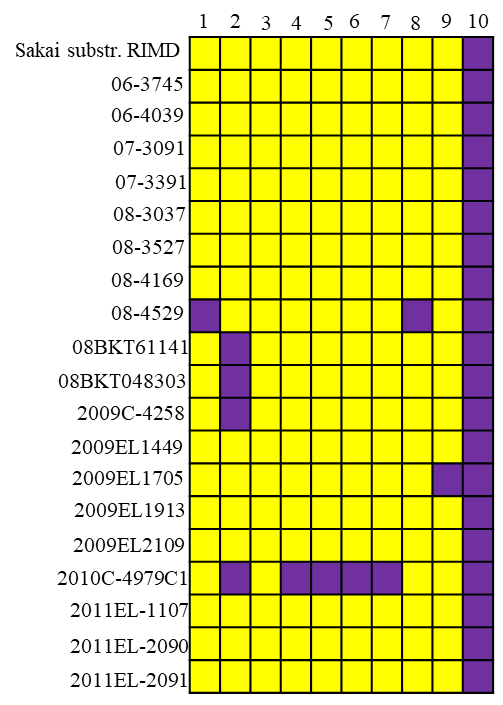 1 2 3 4 5 6 7 8 9 10
Sakai substr. RIMD
06-3745
06-4039
07-3091
07-3391
08-3037
08-3527
08-4169
08-4529
08BKT61141
08BKT048303
2009C-4258
2009EL1449
2009EL1705
2009EL1913
2009EL2109
2010C-4979C1
2011EL-1107
2011EL-2090
2011EL-2091